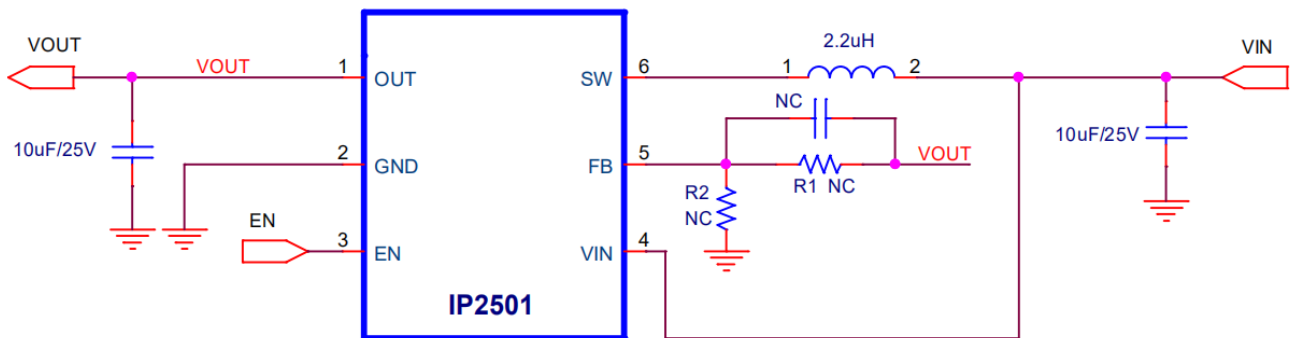 VOUT
VOUT
1
OUT
10uF/25V
2
GND
EN
3
EN
IP2501
SW
6
1
2.2uH
2
VIN
NC
FB
5
R1 NC
VOUT
R2
NC
VIN
4
10uF/25V